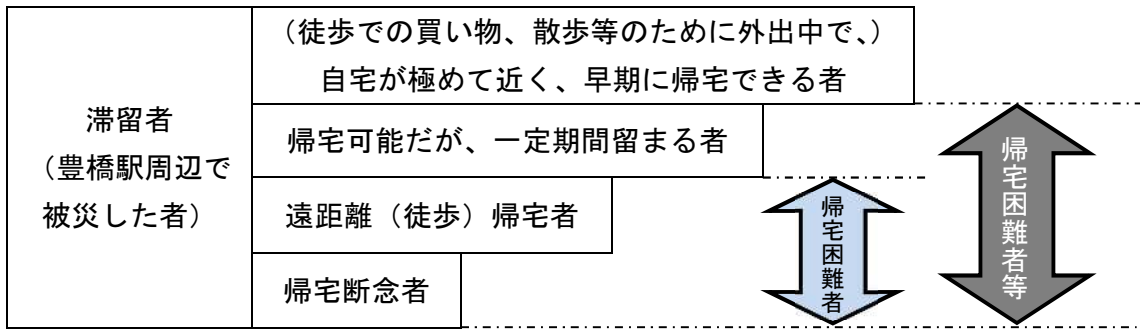 滞留者
（豊橋駅周辺で
被災した者）
（徒歩での買い物、散歩等のために外出中で、）
自宅が極めて近く、早期に帰宅できる者
帰宅可能だが、一定期間留まる者
遠距離（徒歩）帰宅者
帰宅断念者
帰宅困難者
帰宅困難者等